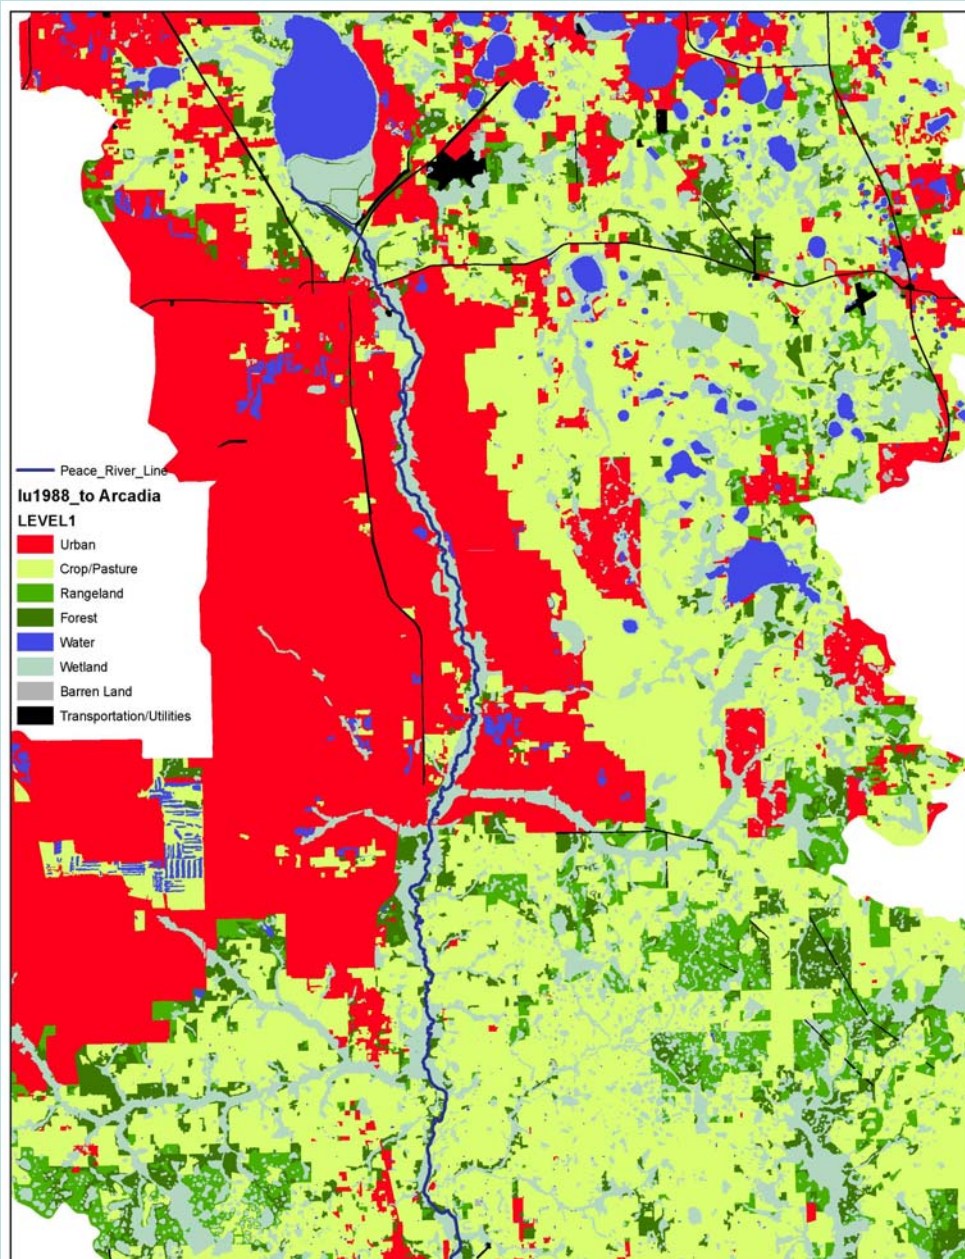 Peace_River_Line
lu1988_to Arcadia
LEVEL1
Urban
Crop/Pasture
Rangeland
Forest
Water
Wetland
Barren Land
Transportation/Utilities